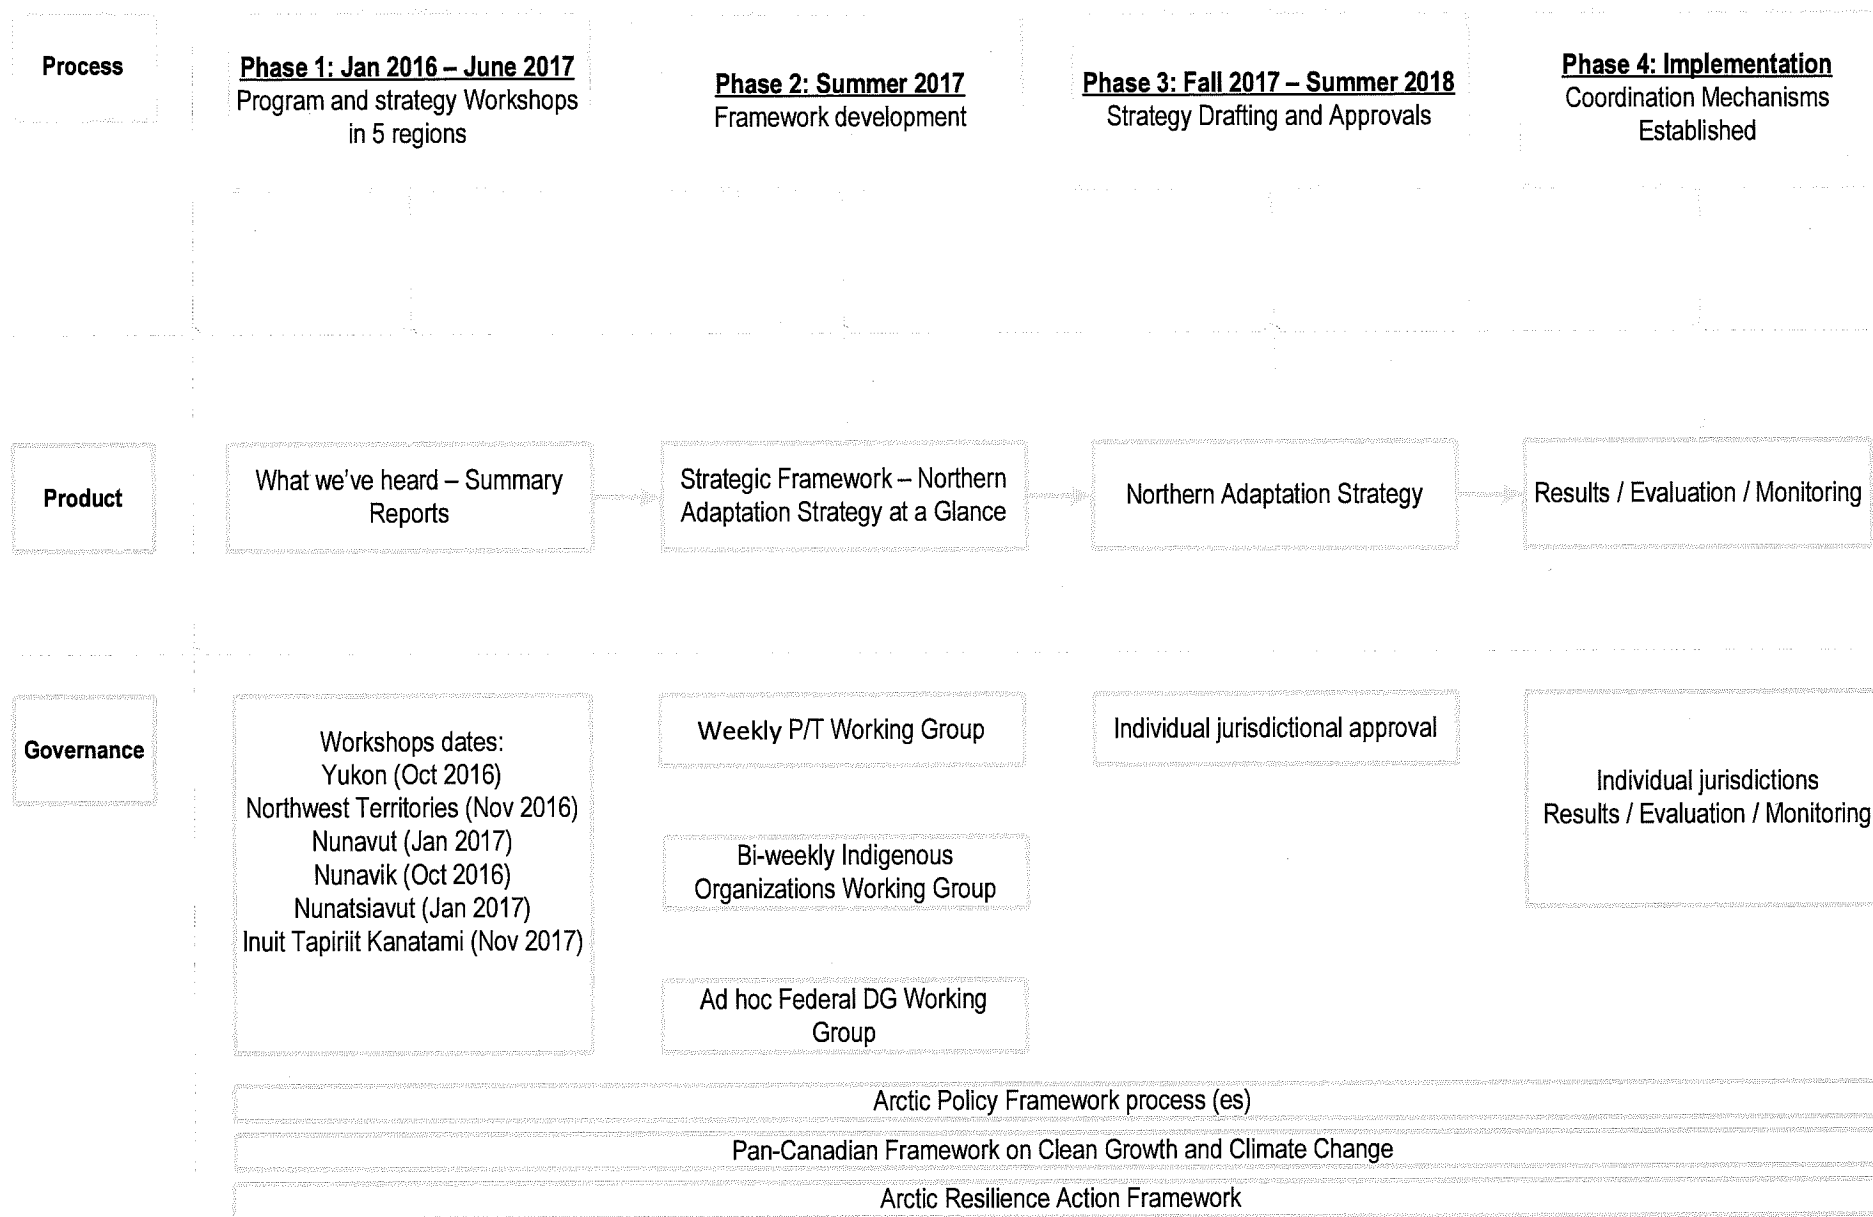 Process
Phase 1: Jan 2016 – June 2017
Program and strategy Workshops
in 5 regions
Phase 2: Summer 2017
Framework development
Phase 3: Fall 2017 – Summer 2018
Strategy Drafting and Approvals
Phase 4: Implementation
Coordination Mechanisms
Established
Product
What we've heard – Summary
Reports
Strategic Framework – Northern
Adaptation Strategy at a Glance
Northern Adaptation Strategy
Results / Evaluation / Monitoring
Governance
Workshops dates:
Yukon (Oct 2016)
Northwest Territories (Nov 2016)
Nunavut (Jan 2017)
Nunavik (Oct 2016)
Nunatsiavut (Jan 2017)
Inuit Tapiriit Kanatami (Nov 2017)
Weekly P/T Working Group
Bi-weekly Indigenous
Organizations Working Group
Ad hoc Federal DG Working
Group
Individual jurisdictional approval
Individual jurisdictions
Results / Evaluation / Monitoring
Arctic Policy Framework process (es)
Pan-Canadian Framework on Clean Growth and Climate Change
Arctic Resilience Action Framework